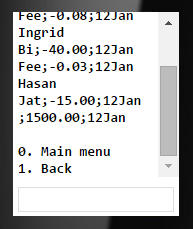 Fee;-0.08;12Jan
Ingrid
Bi;-40.00;12Jan
Fee;-0.03;12Jan
Hasan
Jat;-15.00;12Jan
;1500.00;12Jan
0. Main menu
1. Back